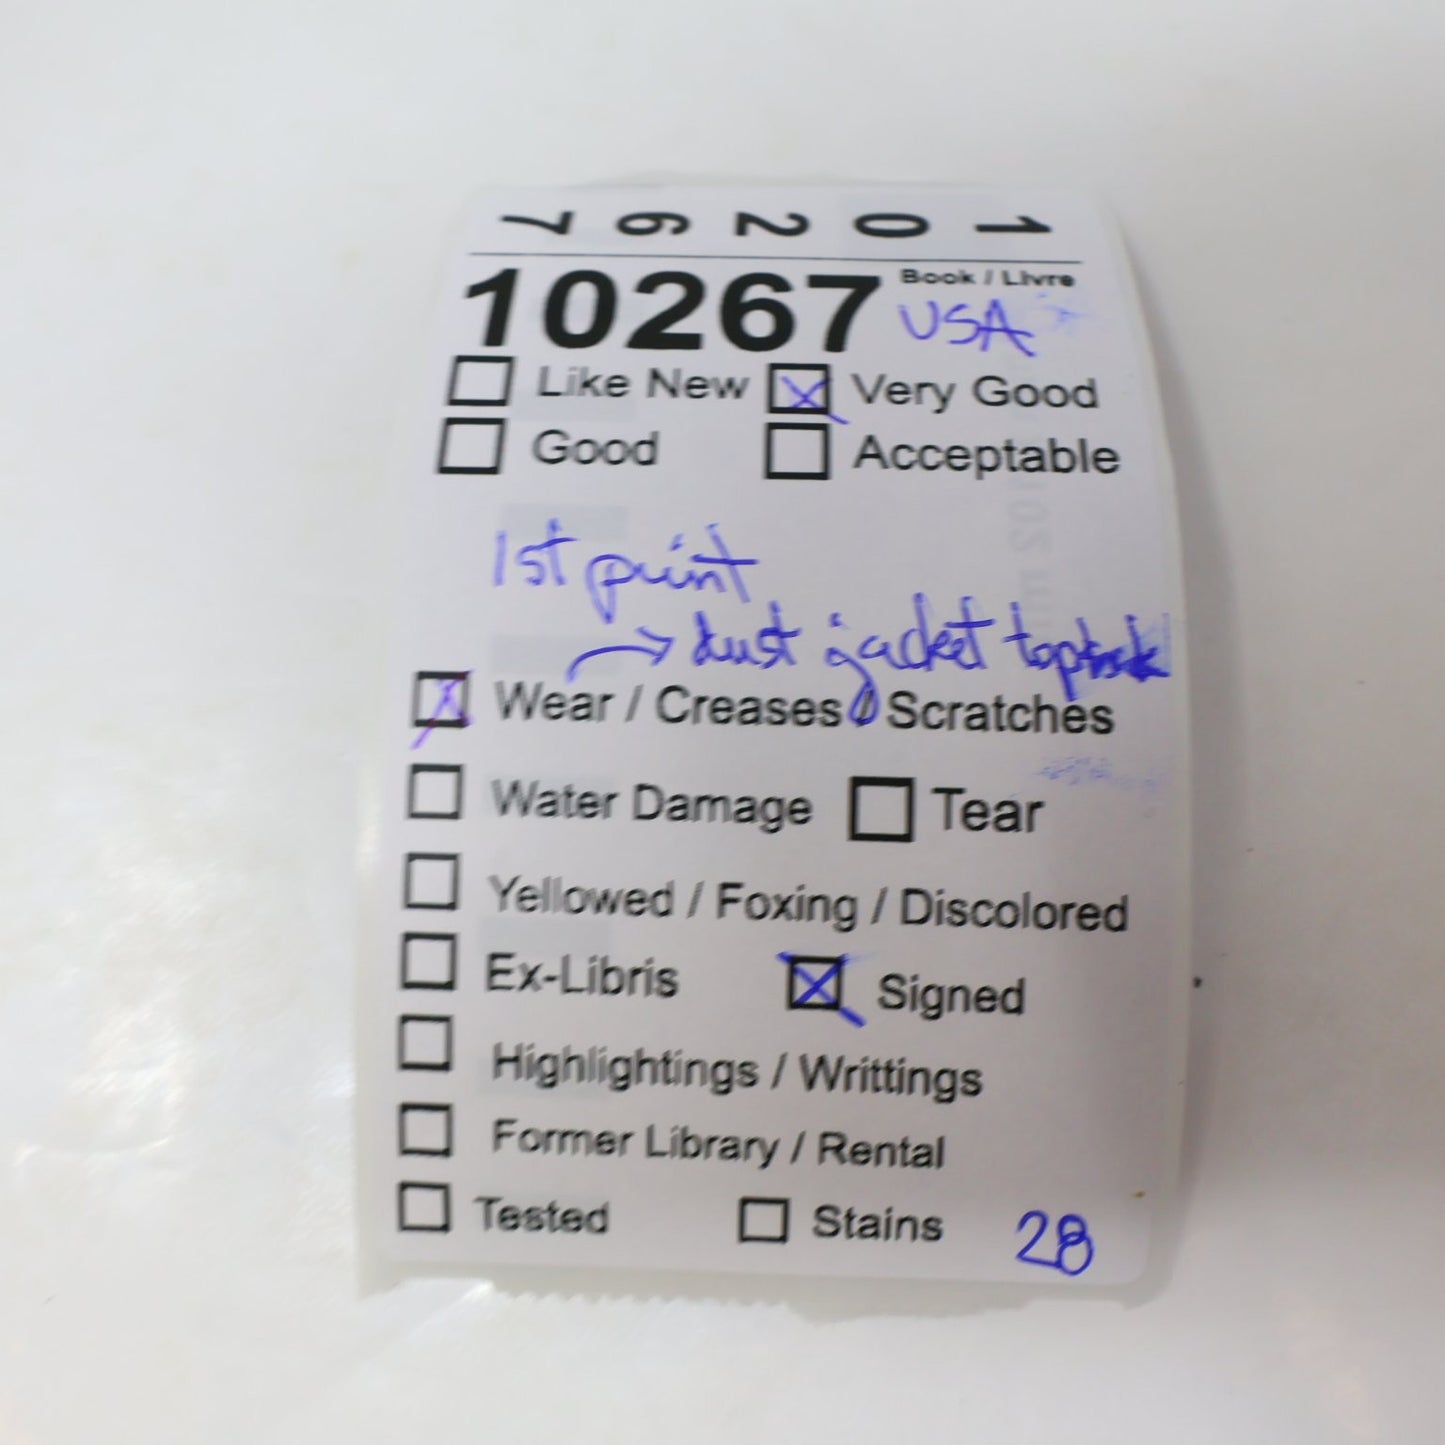 10267
10267 Book / Livre
USA
Like New Very Good
Good Acceptable
1st print
dust jacket top
Wear / Creases / Scratches
Water Damage Tear
Yellowed / Foxing / Discolored
Ex-Libris Signed
Highlightings / Writtings
Former Library / Rental
Tested Stains 28